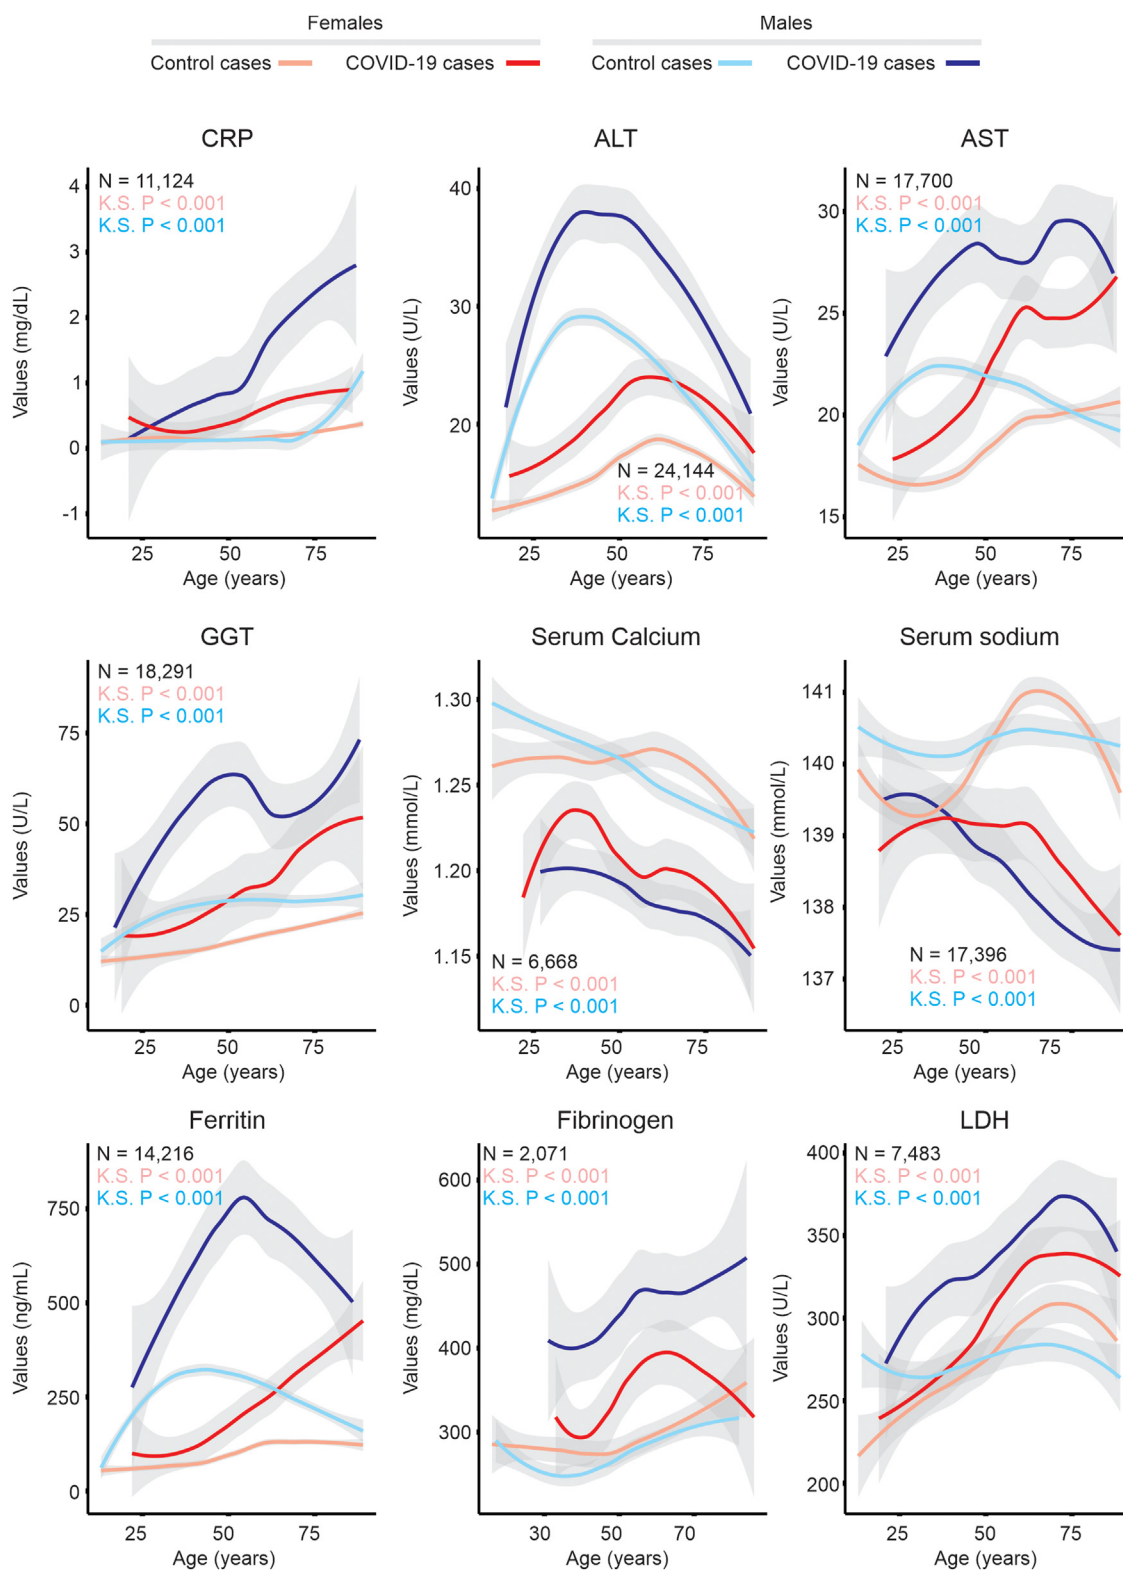 Females Males
Control cases COVID-19 cases Control cases COVID-19 cases
CRP
N = 11,124
K.S. P < 0.001
K.S. P < 0.001
Values (mg/dL)
4
3
2
1
0
-1
25 50 75
Age (years)
ALT
N = 24,144
K.S. P < 0.001
K.S. P < 0.001
Values (U/L)
40
30
20
25 50 75
Age (years)
AST
N = 17,700
K.S. P < 0.001
K.S. P < 0.001
Values (U/L)
30
25
20
15
25 50 75
Age (years)
GGT
N = 18,291
K.S. P < 0.001
K.S. P < 0.001
Values (U/L)
75
50
25
0
25 50 75
Age (years)
Serum Calcium
N = 6,668
K.S. P < 0.001
K.S. P < 0.001
Values (mmol/L)
1.30
1.25
1.20
1.15
25 50 75
Age (years)
Serum sodium
N = 17,396
K.S. P < 0.001
K.S. P < 0.001
Values (mmol/L)
141
140
139
138
137
25 50 75
Age (years)
Ferritin
N = 14,216
K.S. P < 0.001
K.S. P < 0.001
Values (ng/mL)
750
500
250
0
25 50 75
Age (years)
Fibrinogen
N = 2,071
K.S. P < 0.001
K.S. P < 0.001
Values (mg/dL)
600
500
400
300
30 50 70
Age (years)
LDH
N = 7,483
K.S. P < 0.001
K.S. P < 0.001
Values (U/L)
400
350
300
250
200
25 50 75
Age (years)